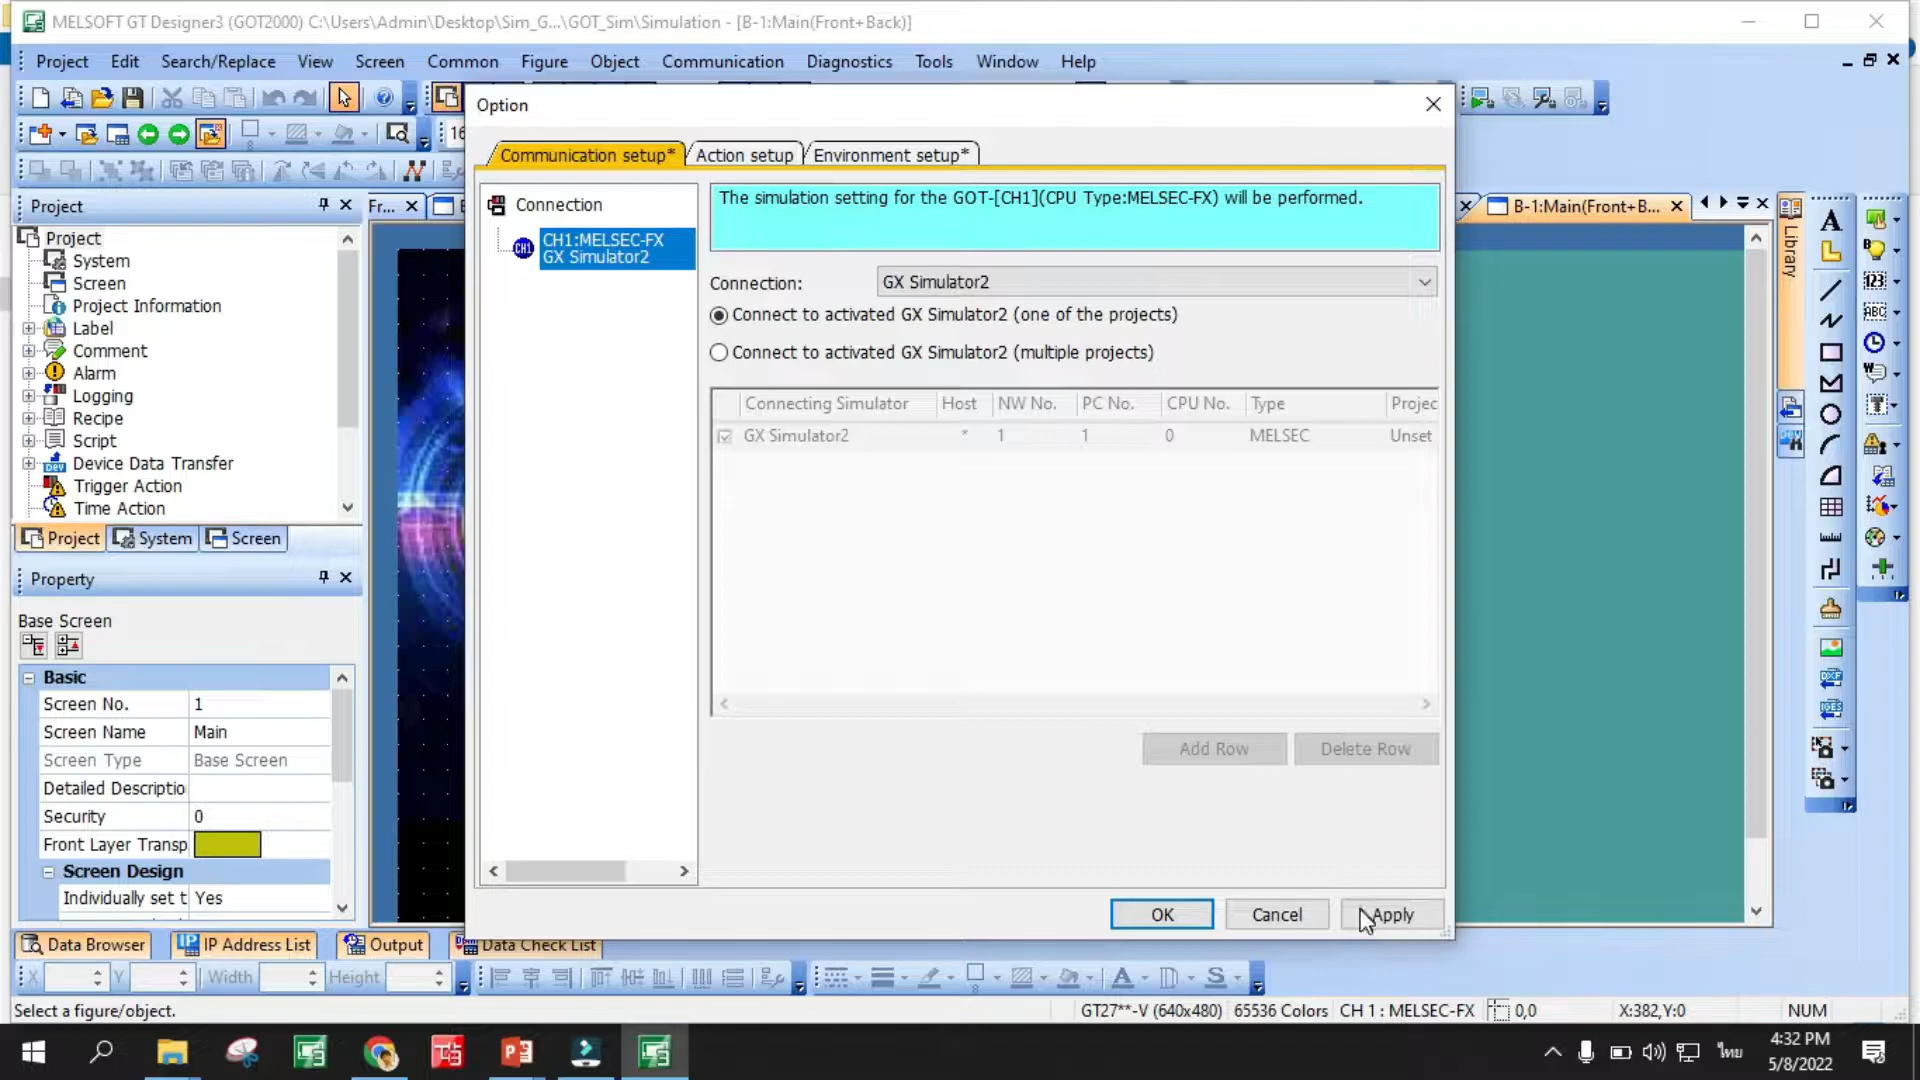 MELSOFT GT Designer3 (GOT2000) C:\Users\Admin\Desktop\Sim_G...\GOT_Sim\Simulation - [B-1:Main(Front+Back)]
Project Edit Search/Replace View Screen Common Figure Object Communication Diagnostics Tools Window Help
Option
16
Communication setup* Action setup Environment setup*
Project
Fr...
B-1:Main(Front+B...
Library
Project
System
Screen
Project Information
Label
Comment
Alarm
Logging
Recipe
Script
Device Data Transfer
Trigger Action
Time Action
Project System Screen
Connection
CH1
CH1:MELSEC-FX
GX Simulator2
The simulation setting for the GOT-[CH1](CPU Type:MELSEC-FX) will be performed.
Connection: GX Simulator2
Connect to activated GX Simulator2 (one of the projects)
Connect to activated GX Simulator2 (multiple projects)
Connecting Simulator Host NW No. PC No. CPU No. Type Projec
GX Simulator2 * 1 1 0 MELSEC Unset
Add Row Delete Row
OK Cancel Apply
Property
Base Screen
Basic
Screen No. 1
Screen Name Main
Screen Type Base Screen
Detailed Descriptio
Security 0
Front Layer Transp
Screen Design
Individually set t Yes
Data Browser IP Address List Output Data Check List
X Y Width Height
Select a figure/object.
GT27**-V (640x480) 65536 Colors CH 1 : MELSEC-FX 0,0 X:382,Y:0 NUM
ไทย
4:32 PM
5/8/2022